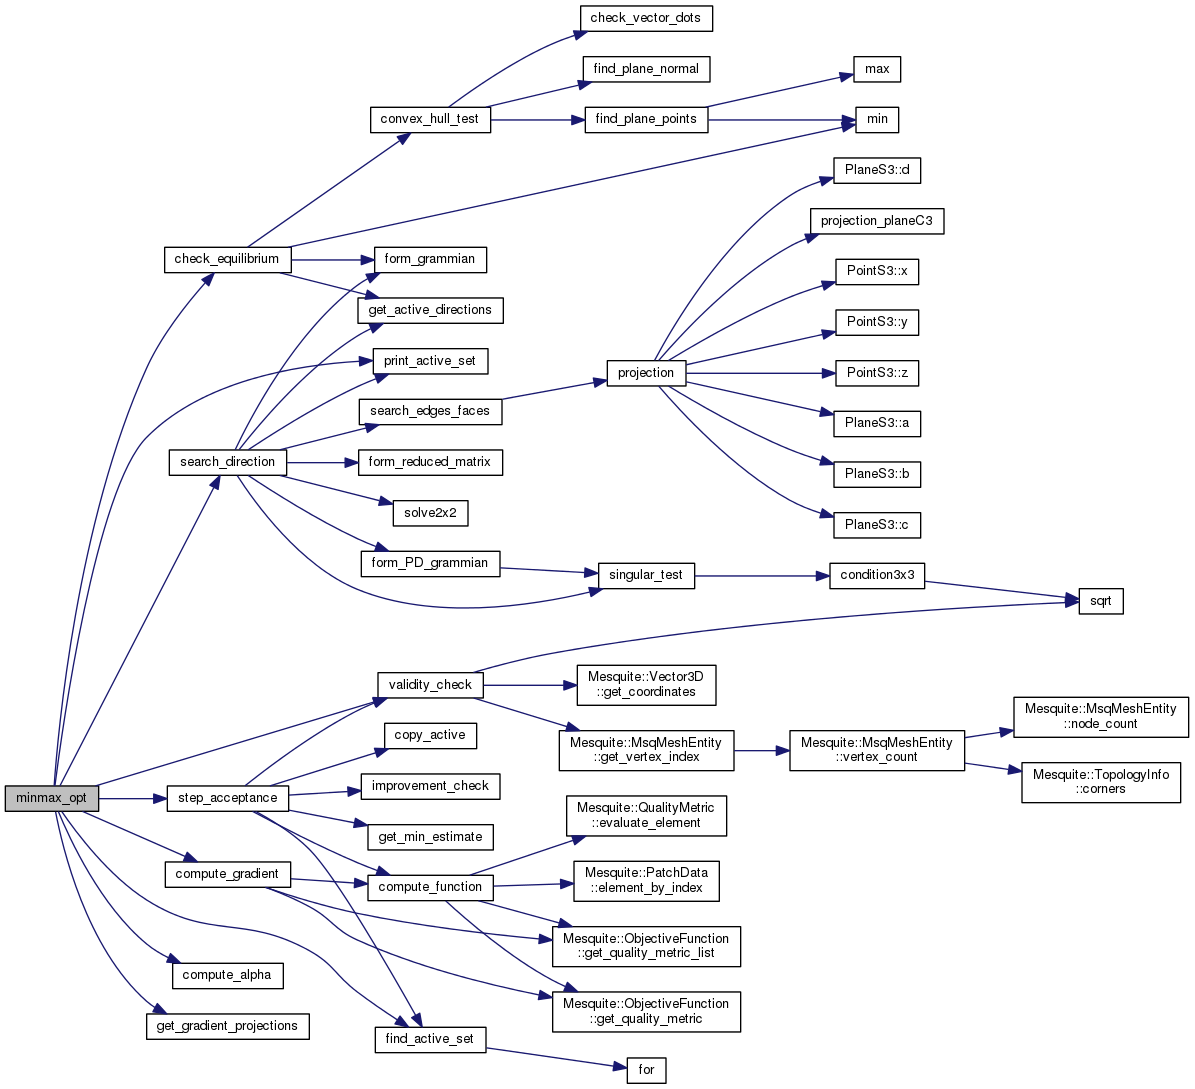 check_vector_dots
find_plane_normal
max
convex_hull_test
find_plane_points
min
PlaneS3::d
projection_planeC3
check_equilibrium
form_grammian
PointS3::x
get_active_directions
PointS3::y
print_active_set
projection
PointS3::z
search_edges_faces
PlaneS3::a
search_direction
form_reduced_matrix
PlaneS3::b
solve2x2
PlaneS3::c
form_PD_grammian
singular_test
condition3x3
sqrt
validity_check
Mesquite::Vector3D
::get_coordinates
Mesquite::MsqMeshEntity
::node_count
copy_active
Mesquite::MsqMeshEntity
::get_vertex_index
Mesquite::MsqMeshEntity
::vertex_count
Mesquite::TopologyInfo
::corners
minmax_opt
step_acceptance
improvement_check
Mesquite::QualityMetric
::evaluate_element
get_min_estimate
compute_gradient
compute_function
Mesquite::PatchData
::element_by_index
Mesquite::ObjectiveFunction
::get_quality_metric_list
compute_alpha
Mesquite::ObjectiveFunction
::get_quality_metric
get_gradient_projections
find_active_set
for